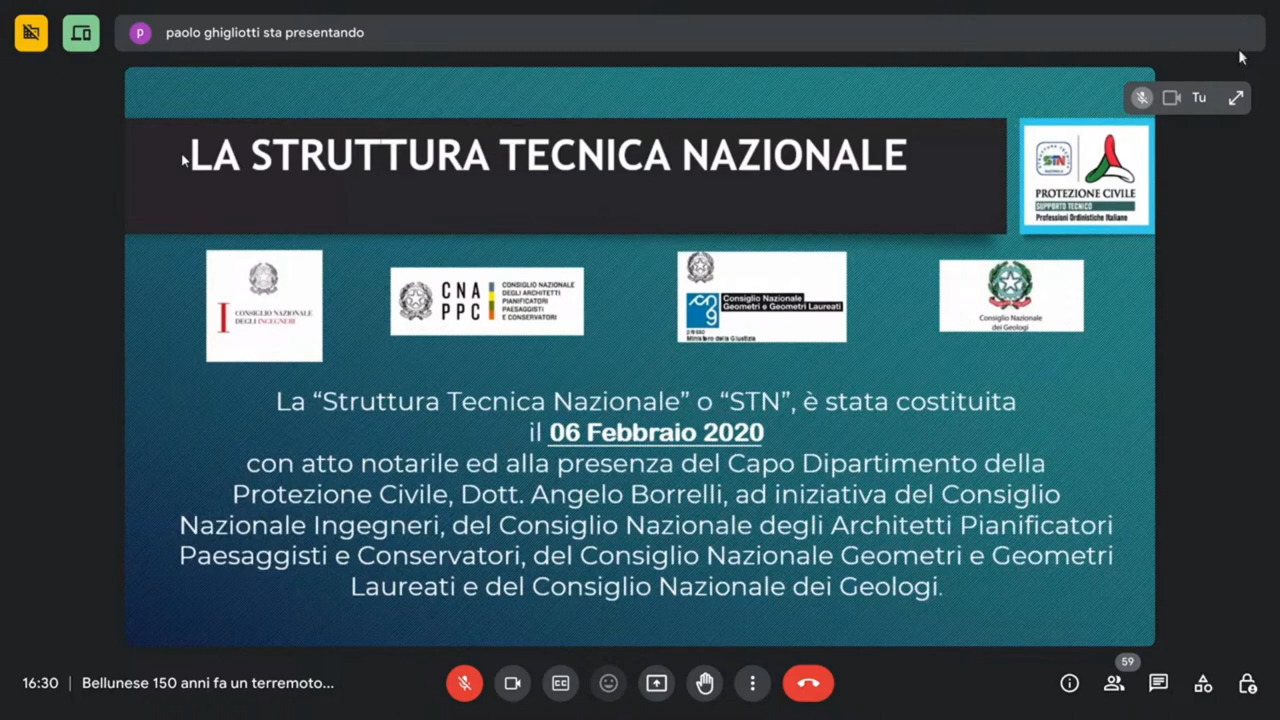 p paolo ghigliotti sta presentando
Tu
LA STRUTTURA TECNICA NAZIONALE
STN
PROTEZIONE CIVILE
SUPPORTO TECNICO
Professioni Ordinistiche Italiane
I CONSIGLIO NAZIONALE
DEGLI INGEGNERI
CNA
PPC
CONSIGLIO NAZIONALE
DEGLI ARCHITETTI
PIANIFICATORI
PAESAGGISTI
E CONSERVATORI
Consiglio Nazionale
Geometri e Geometri Laureati
presso
Ministero della Giustizia
Consiglio Nazionale
dei Geologi
La “Struttura Tecnica Nazionale” o “STN”, è stata costituita
il 06 Febbraio 2020
con atto notarile ed alla presenza del Capo Dipartimento della
Protezione Civile, Dott. Angelo Borrelli, ad iniziativa del Consiglio
Nazionale Ingegneri, del Consiglio Nazionale degli Architetti Pianificatori
Paesaggisti e Conservatori, del Consiglio Nazionale Geometri e Geometri
Laureati e del Consiglio Nazionale dei Geologi.
59
16:30 | Bellunese 150 anni fa un terremoto...